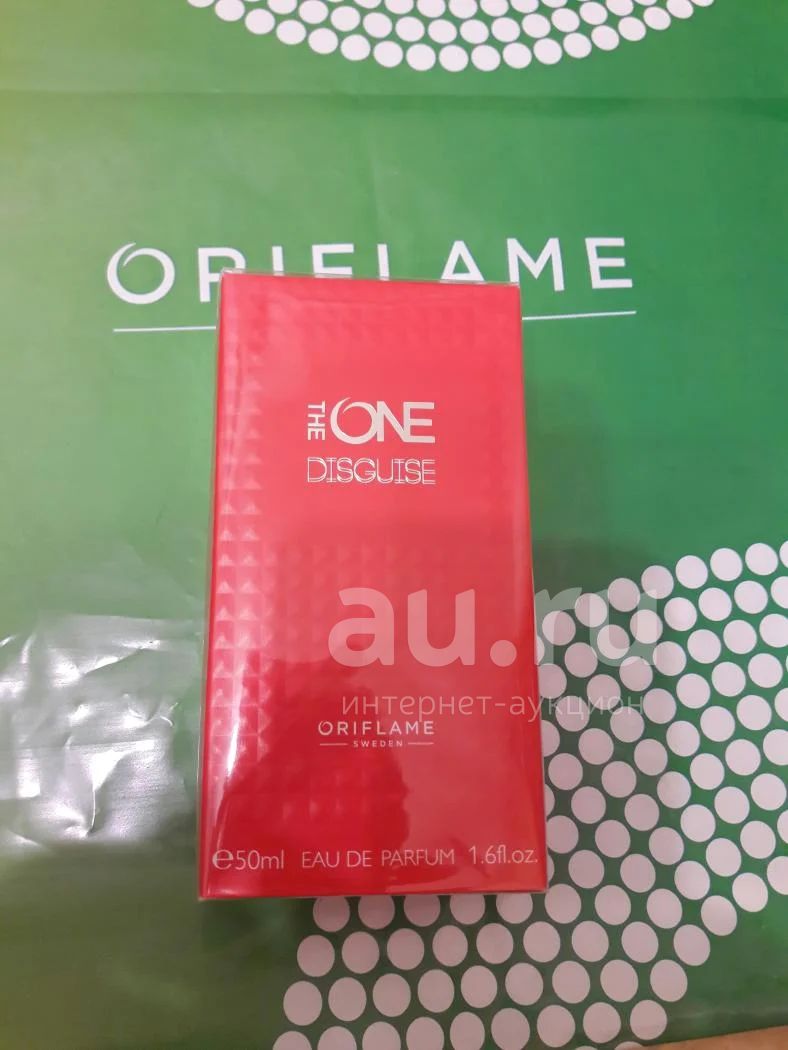 ORIFLAME
THE ONE
DISGUISE
au.ru
интернет-аукцион
ORIFLAME
SWEDEN
℮50ml EAU DE PARFUM 1.6fl.oz.